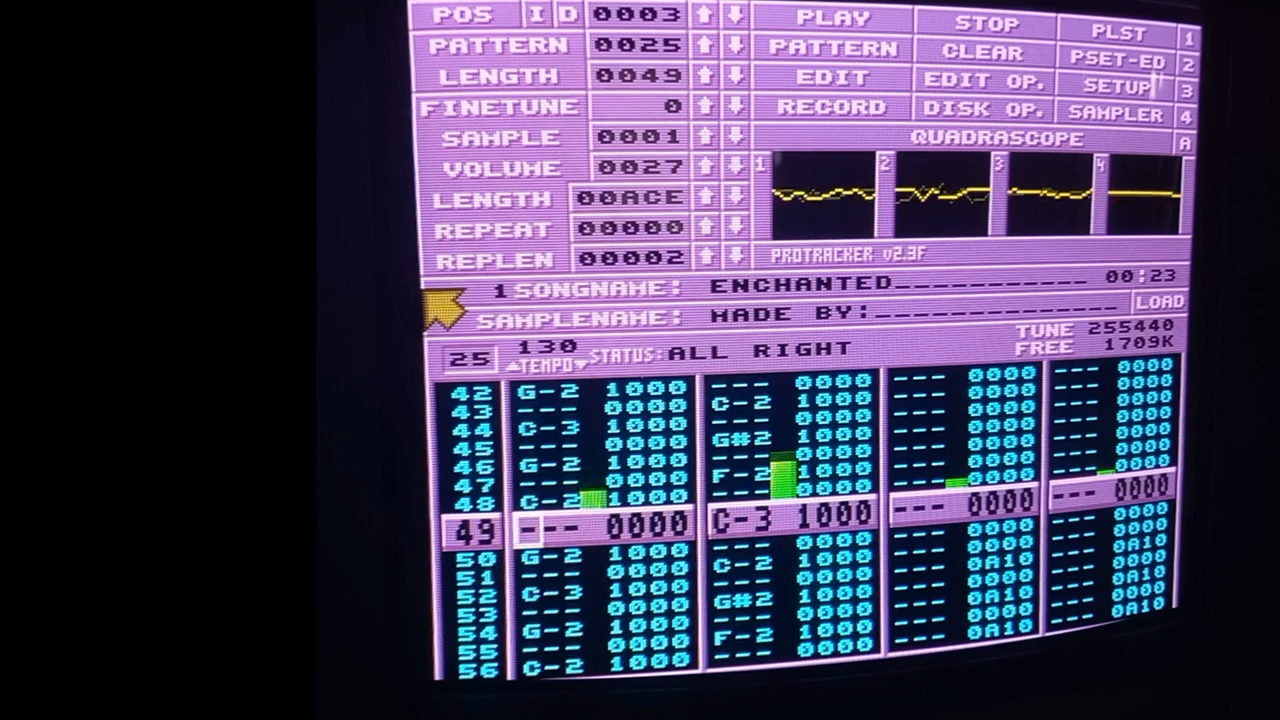 POS I D 0003 PLAY STOP PLST 1
PATTERN 0025 PATTERN CLEAR PSET-ED 2
LENGTH 0049 EDIT EDIT OP. SETUP 3
FINETUNE 0 RECORD DISK OP. SAMPLER 4
SAMPLE 0001 QUADRASCOPE A
VOLUME 0027 1 2 3 4
LENGTH 00ACE
REPEAT 00000
REPLEN 00002 PROTRACKER v2.3F
1 SONGNAME: ENCHANTED___________ 00:23
SAMPLENAME: MADE BY:______________ LOAD
25 130 TEMPO STATUS: ALL RIGHT TUNE 255440
FREE 1709K
42 G-2 1000 --- 0000 --- 0000 --- 0000
43 --- 0000 C-2 1000 --- 0000 --- 0000
44 C-3 1000 --- 0000 --- 0000 --- 0000
45 --- 0000 G#2 1000 --- 0000 --- 0000
46 G-2 1000 --- 0000 --- 0000 --- 0000
47 --- 0000 F-2 1000 --- 0000 --- 0000
48 C-2 1000 --- 0000 --- 0000 --- 0000
49 --- 0000 C-3 1000 --- 0000 --- 0000
50 G-2 1000 --- 0000 --- 0000 --- 0000
51 --- 0000 C-2 1000 --- 0000 --- 0000
52 C-3 1000 --- 0000 --- 0A10 --- 0A10
53 --- 0000 G#2 1000 --- 0000 --- 0000
54 G-2 1000 --- 0000 --- 0A10 --- 0A10
55 --- 0000 F-2 1000 --- 0000 --- 0000
56 C-2 1000 --- 0000 --- 0A10 --- 0A10